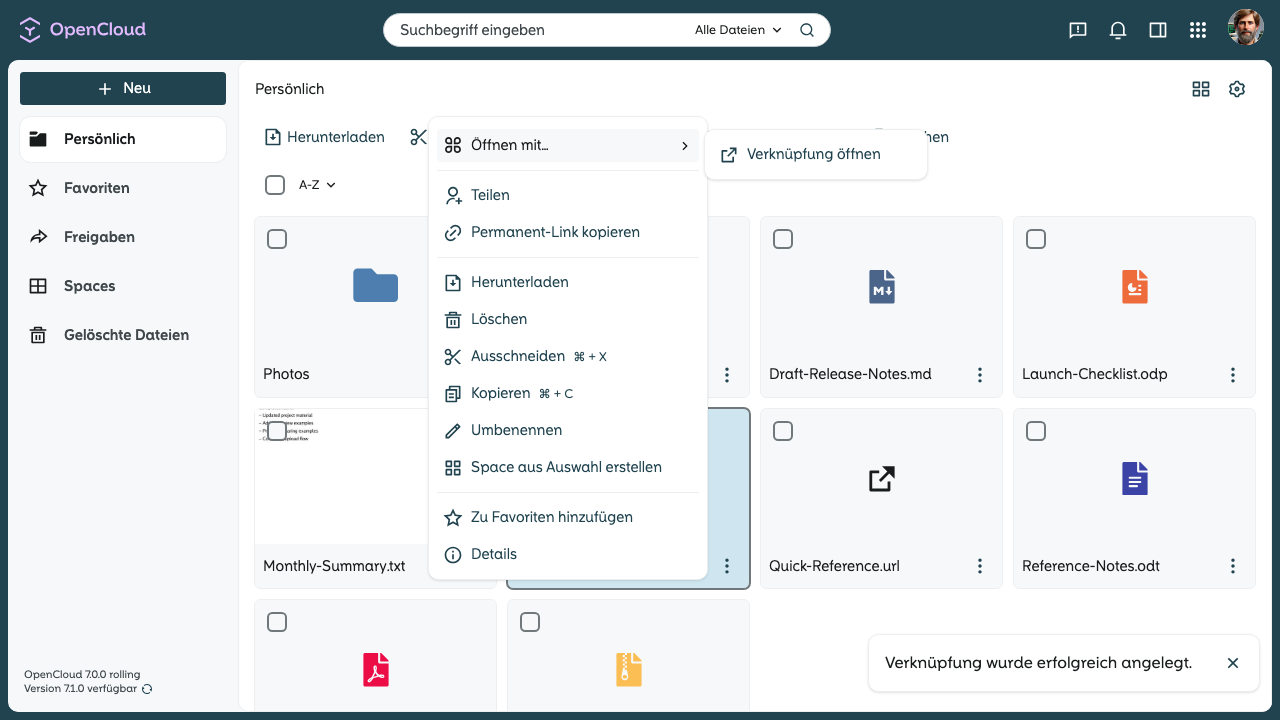 OpenCloud
Suchbegriff eingeben
Alle Dateien
Neu
Persönlich
Favoriten
Freigaben
Spaces
Gelöschte Dateien
OpenCloud 7.0.0 rolling
Version 7.1.0 verfügbar
Persönlich
Herunterladen
A-Z
Öffnen mit...
Verknüpfung öffnen
Teilen
Permanent-Link kopieren
Herunterladen
Löschen
Ausschneiden ⌘ + X
Kopieren ⌘ + C
Umbenennen
Space aus Auswahl erstellen
Zu Favoriten hinzufügen
Details
Photos
Draft-Release-Notes.md
Launch-Checklist.odp
– Updated project material
Monthly-Summary.txt
Quick-Reference.url
Reference-Notes.odt
Verknüpfung wurde erfolgreich angelegt.